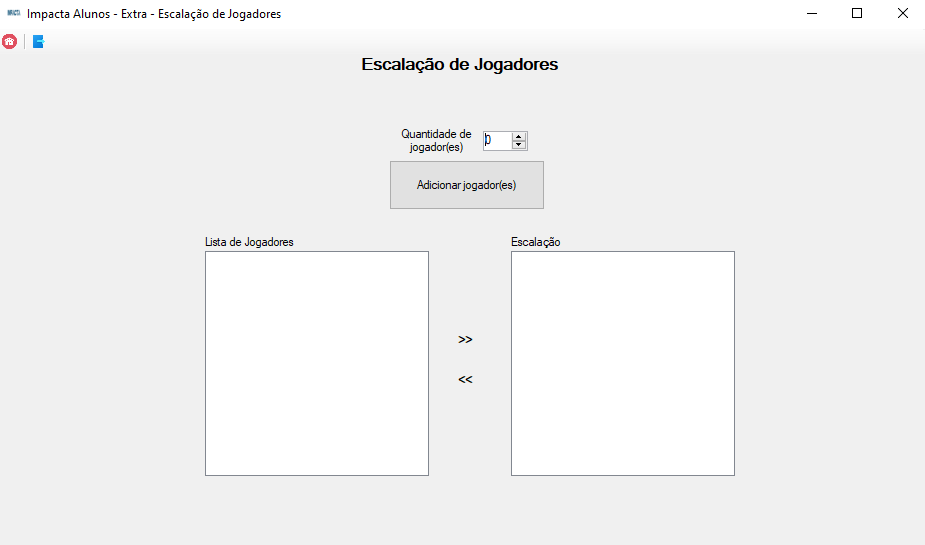 Impacta Alunos - Extra - Escalação de Jogadores
Escalação de Jogadores
Quantidade de
jogador(es)
0
Adicionar jogador(es)
Lista de Jogadores
Escalação
>>
<<